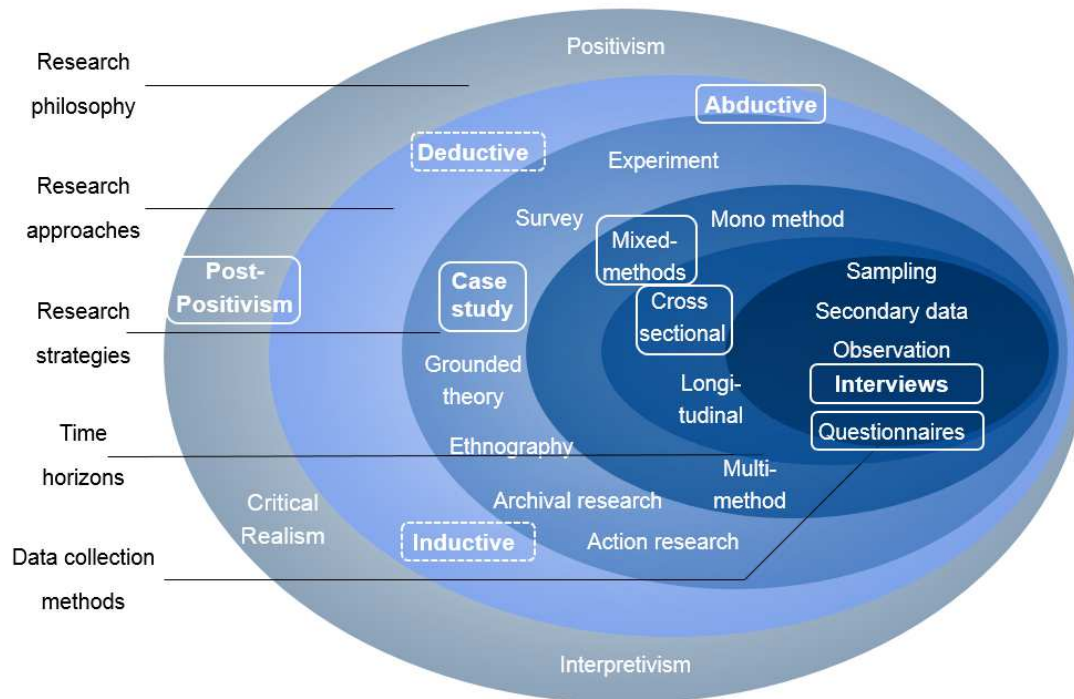 Research
philosophy
Research
approaches
Research
strategies
Time
horizons
Data collection
methods
Positivism
Abductive
Deductive
Experiment
Survey
Mono method
Mixed-
methods
Post-
Positivism
Case
study
Cross
sectional
Sampling
Secondary data
Observation
Interviews
Questionnaires
Grounded
theory
Longi-
tudinal
Ethnography
Multi-
method
Archival research
Critical
Realism
Inductive
Action research
Interpretivism